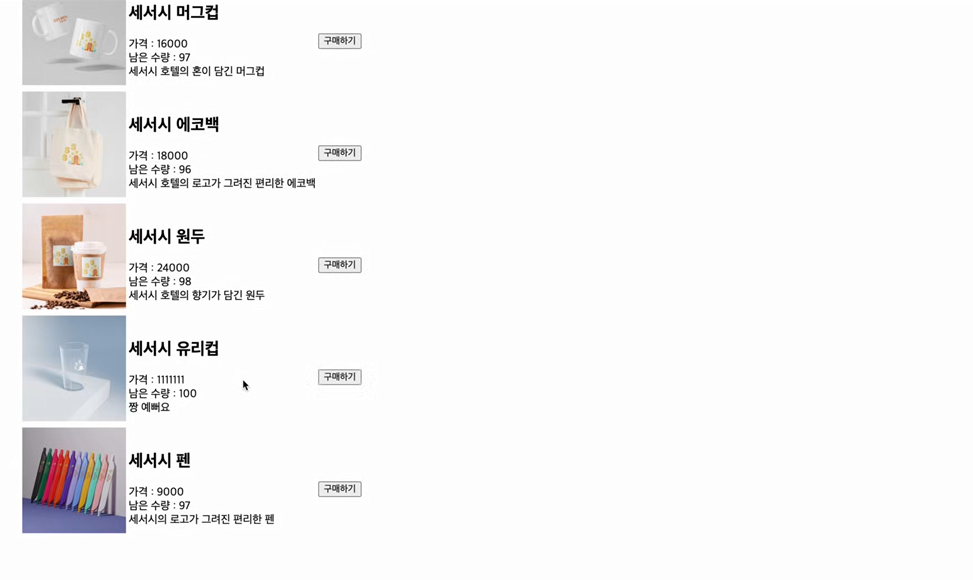 세서시 머그컵
가격 : 16000
남은 수량 : 97
세서시 호텔의 혼이 담긴 머그컵
구매하기
세서시 에코백
가격 : 18000
남은 수량 : 96
세서시 호텔의 로고가 그려진 편리한 에코백
구매하기
세서시 원두
가격 : 24000
남은 수량 : 98
세서시 호텔의 향기가 담긴 원두
구매하기
세서시 유리컵
가격 : 1111111
남은 수량 : 100
짱 예뻐요
구매하기
세서시 펜
가격 : 9000
남은 수량 : 97
세서시의 로고가 그려진 편리한 펜
구매하기